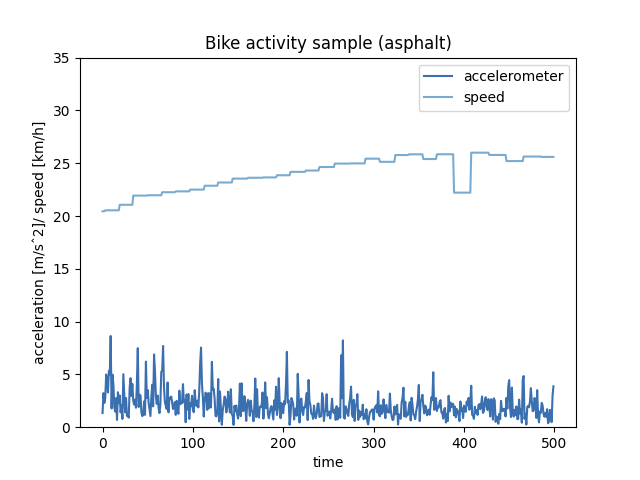 Bike activity sample (asphalt)
accelerometer
speed
acceleration [m/sˆ2]/ speed [km/h]
35
30
25
20
15
10
5
0
0 100 200 300 400 500
time